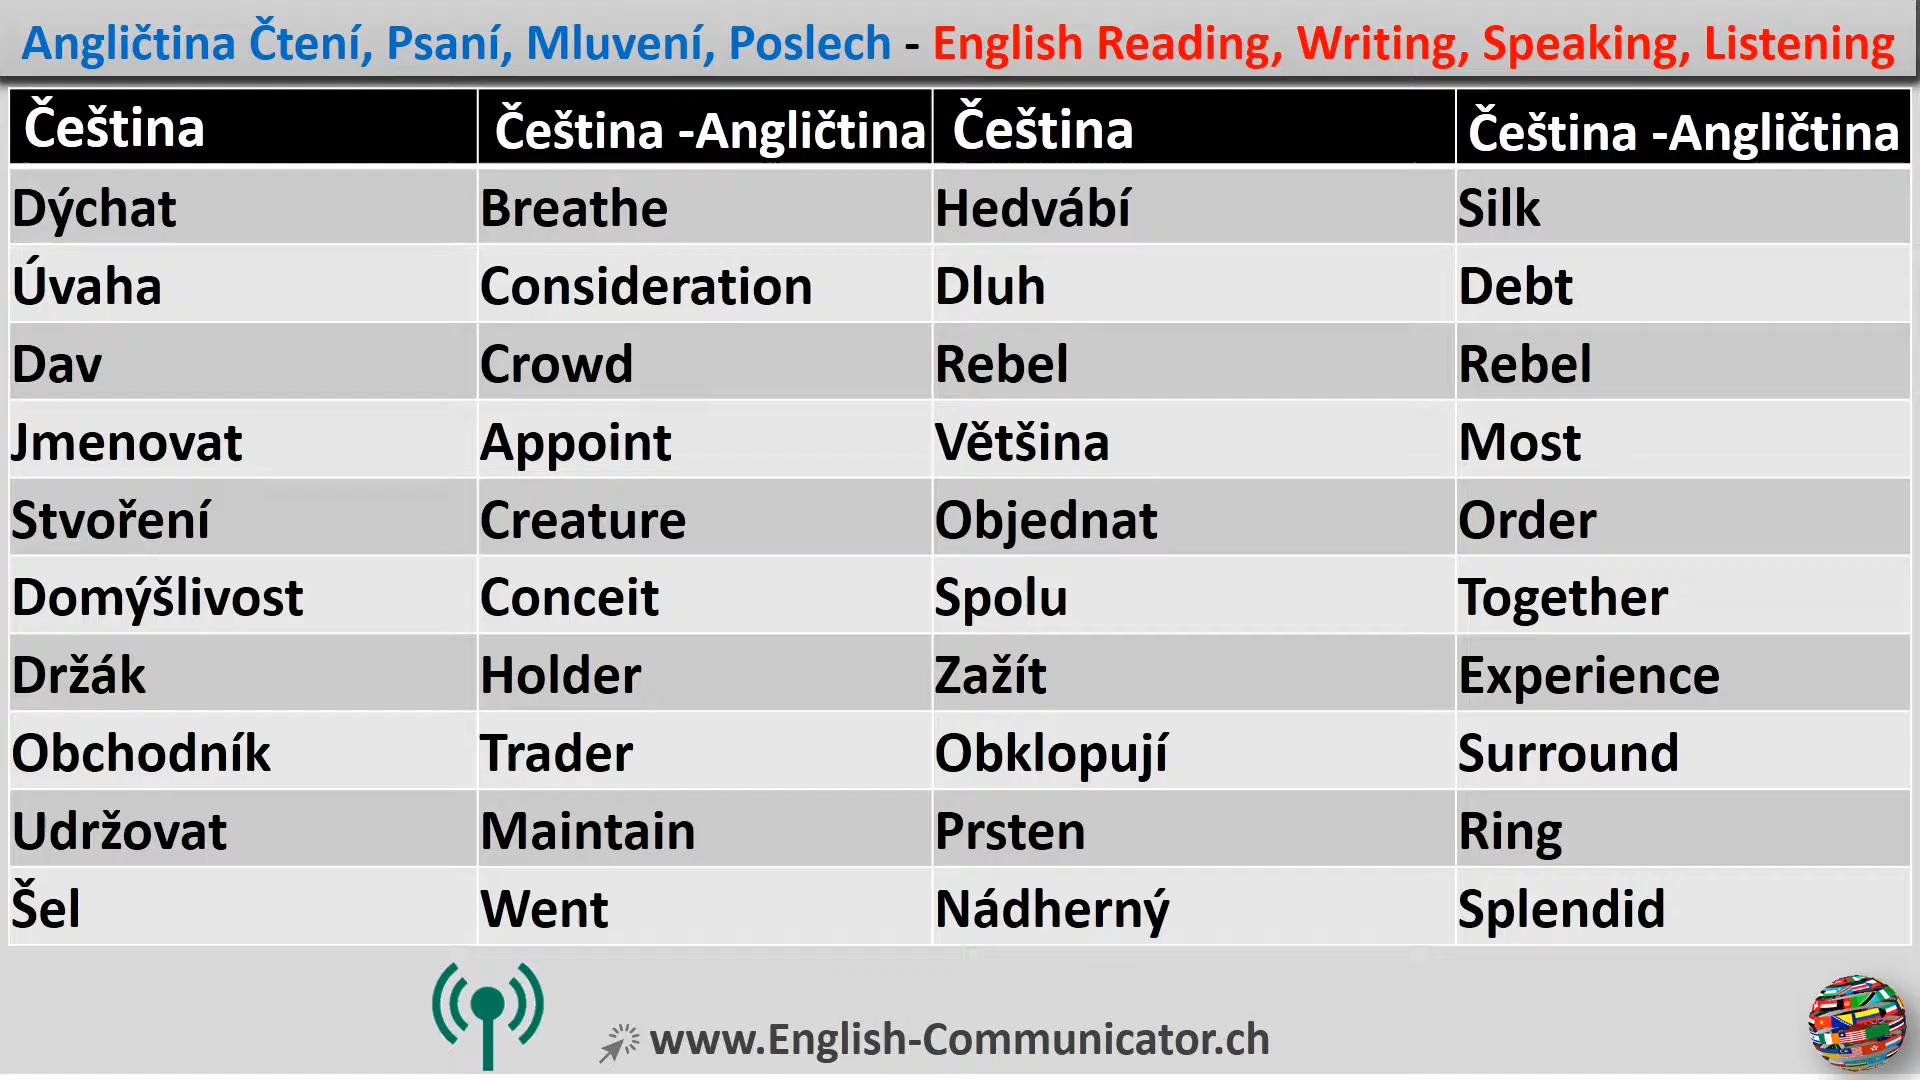 Angličtina Čtení, Psaní, Mluvení, Poslech - English Reading, Writing, Speaking, Listening
Čeština Čeština -Angličtina Čeština Čeština -Angličtina
Dýchat Breathe Hedvábí Silk
Úvaha Consideration Dluh Debt
Dav Crowd Rebel Rebel
Jmenovat Appoint Většina Most
Stvoření Creature Objednat Order
Domýšlivost Conceit Spolu Together
Držák Holder Zažít Experience
Obchodník Trader Obklopují Surround
Udržovat Maintain Prsten Ring
Šel Went Nádherný Splendid
www.English-Communicator.ch